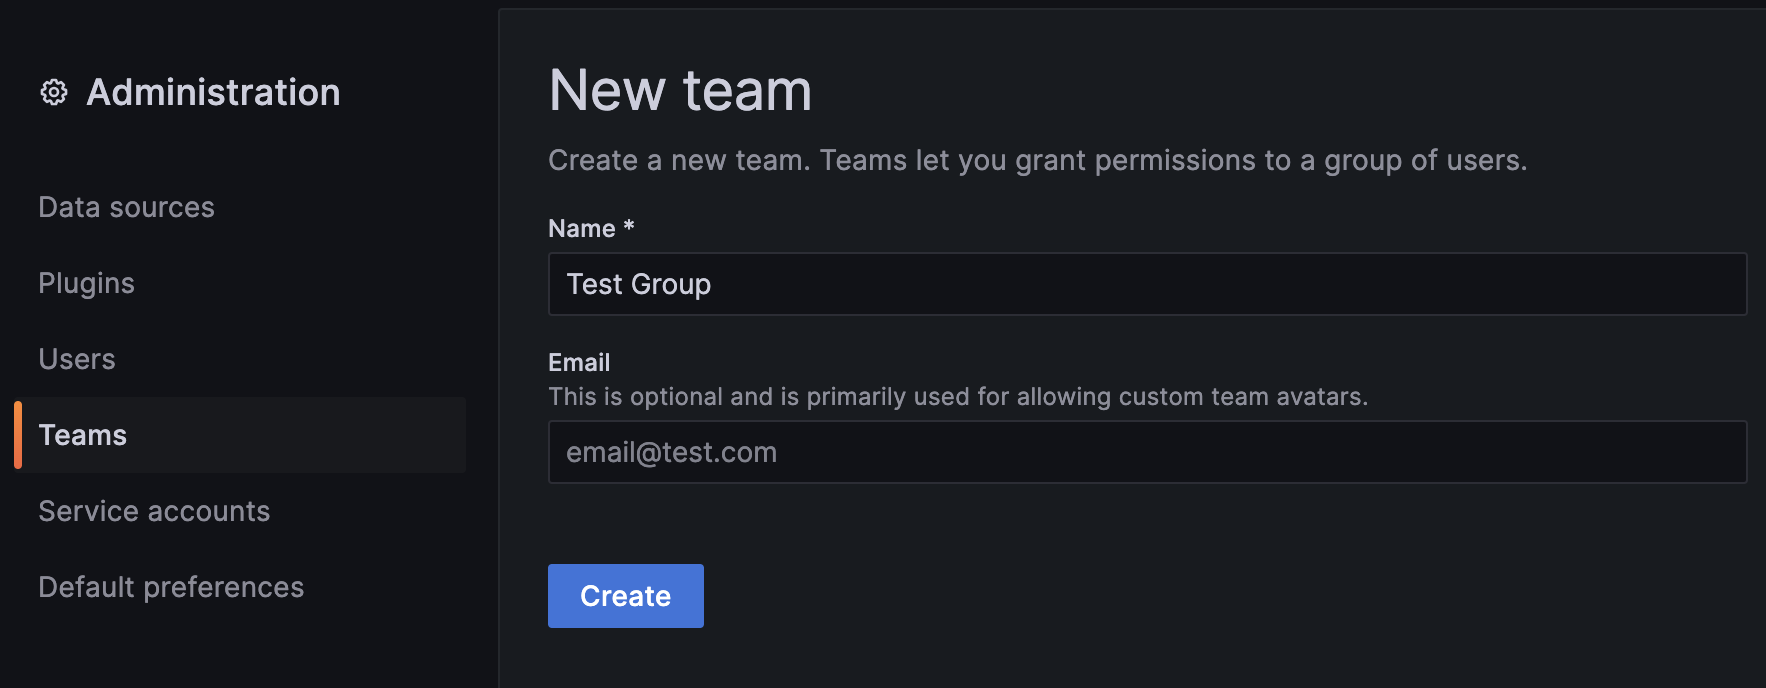 Administration
Data sources
Plugins
Users
Teams
Service accounts
Default preferences
New team
Create a new team. Teams let you grant permissions to a group of users.
Name *
Test Group
Email
This is optional and is primarily used for allowing custom team avatars.
email@test.com
Create